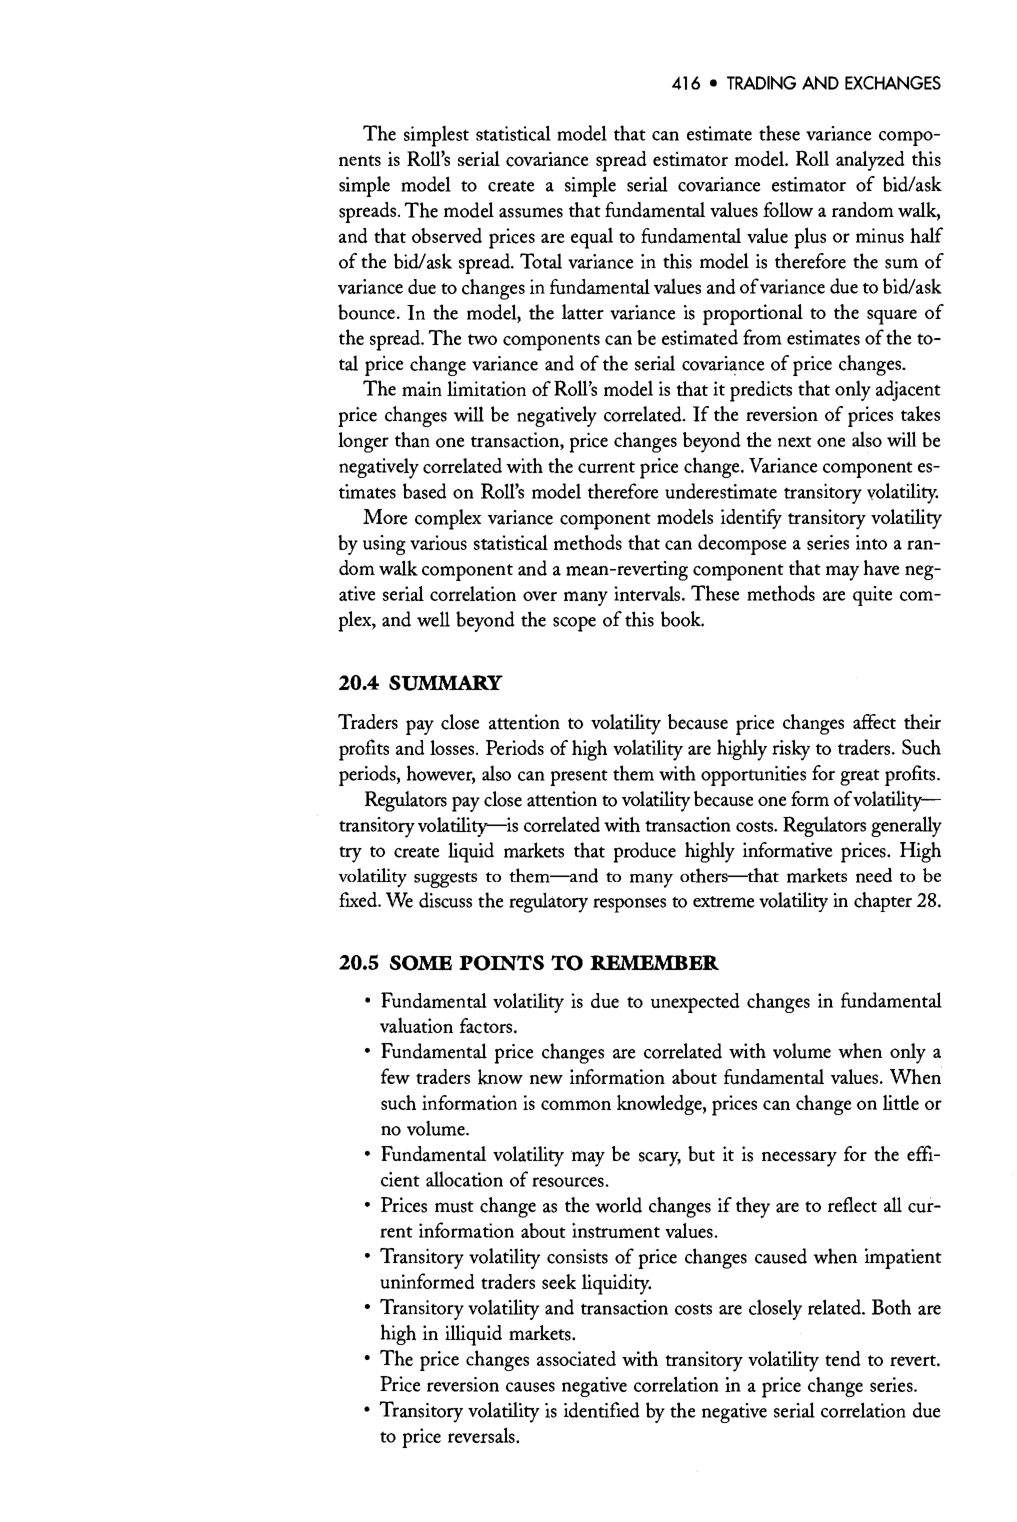 416 • TRADING AND EXCHANGES
The simplest statistical model that can estimate these variance compo-
nents is Roll's serial covariance spread estimator model. Roll analyzed this
simple model to create a simple serial covariance estimator of bid/ask
spreads. The model assumes that fundamental values follow a random walk,
and that observed prices are equal to fundamental value plus or minus half
of the bid/ask spread. Total variance in this model is therefore the sum of
variance due to changes in fundamental values and of variance due to bid/ask
bounce. In the model, the latter variance is proportional to the square of
the spread. The two components can be estimated from estimates of the to-
tal price change variance and of the serial covariance of price changes.
The main limitation of Roll's model is that it predicts that only adjacent
price changes will be negatively correlated. If the reversion of prices takes
longer than one transaction, price changes beyond the next one also will be
negatively correlated with the current price change. Variance component es-
timates based on Roll's model therefore underestimate transitory volatility.
More complex variance component models identify transitory volatility
by using various statistical methods that can decompose a series into a ran-
dom walk component and a mean-reverting component that may have neg-
ative serial correlation over many intervals. These methods are quite com-
plex, and well beyond the scope of this book.
20.4 SUMMARY
Traders pay close attention to volatility because price changes affect their
profits and losses. Periods of high volatility are highly risky to traders. Such
periods, however, also can present them with opportunities for great profits.
Regulators pay close attention to volatility because one form of volatility—
transitory volatility—is correlated with transaction costs. Regulators generally
try to create liquid markets that produce highly informative prices. High
volatility suggests to them—and to many others—that markets need to be
fixed. We discuss the regulatory responses to extreme volatility in chapter 28.
20.5 SOME POINTS TO REMEMBER
• Fundamental volatility is due to unexpected changes in fundamental
valuation factors.
• Fundamental price changes are correlated with volume when only a
few traders know new information about fundamental values. When
such information is common knowledge, prices can change on little or
no volume.
• Fundamental volatility may be scary, but it is necessary for the effi-
cient allocation of resources.
• Prices must change as the world changes if they are to reflect all cur-
rent information about instrument values.
• Transitory volatility consists of price changes caused when impatient
uninformed traders seek liquidity.
• Transitory volatility and transaction costs are closely related. Both are
high in illiquid markets.
• The price changes associated with transitory volatility tend to revert.
Price reversion causes negative correlation in a price change series.
• Transitory volatility is identified by the negative serial correlation due
to price reversals.